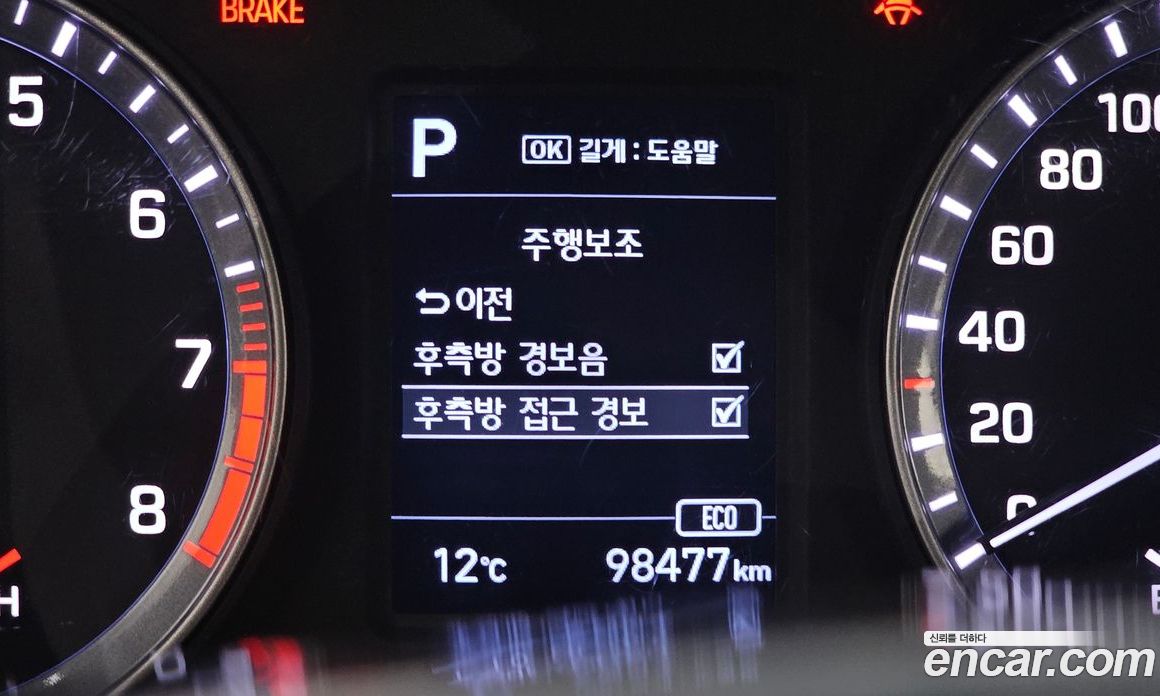 BRAKE
5
6
7
8
H
P
OK 길게 : 도움말
주행보조
이전
후측방 경보음
후측방 접근 경보
ECO
12℃ 98477km
100
80
60
40
20
0
신뢰를 더하다
encar.com